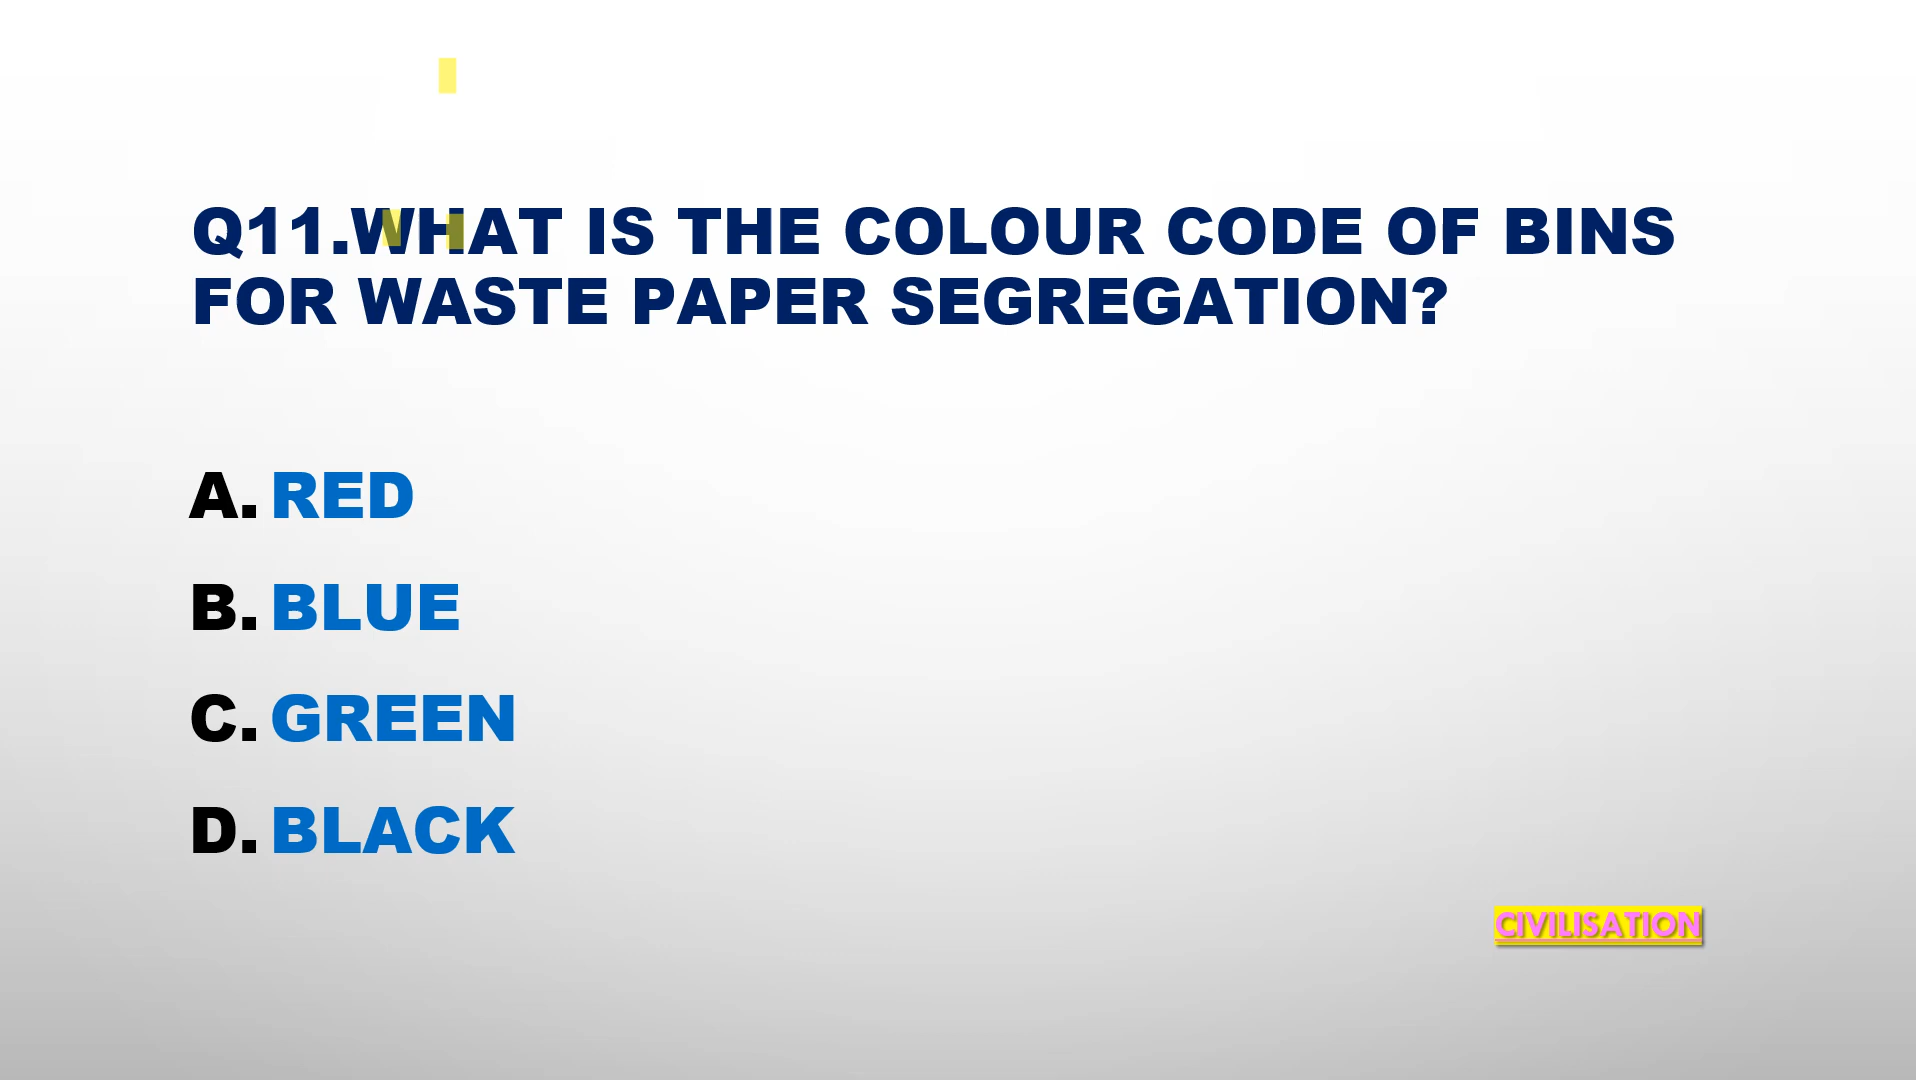 Q11.WHAT IS THE COLOUR CODE OF BINS
FOR WASTE PAPER SEGREGATION?
A. RED
B. BLUE
C. GREEN
D. BLACK
CIVILISATION